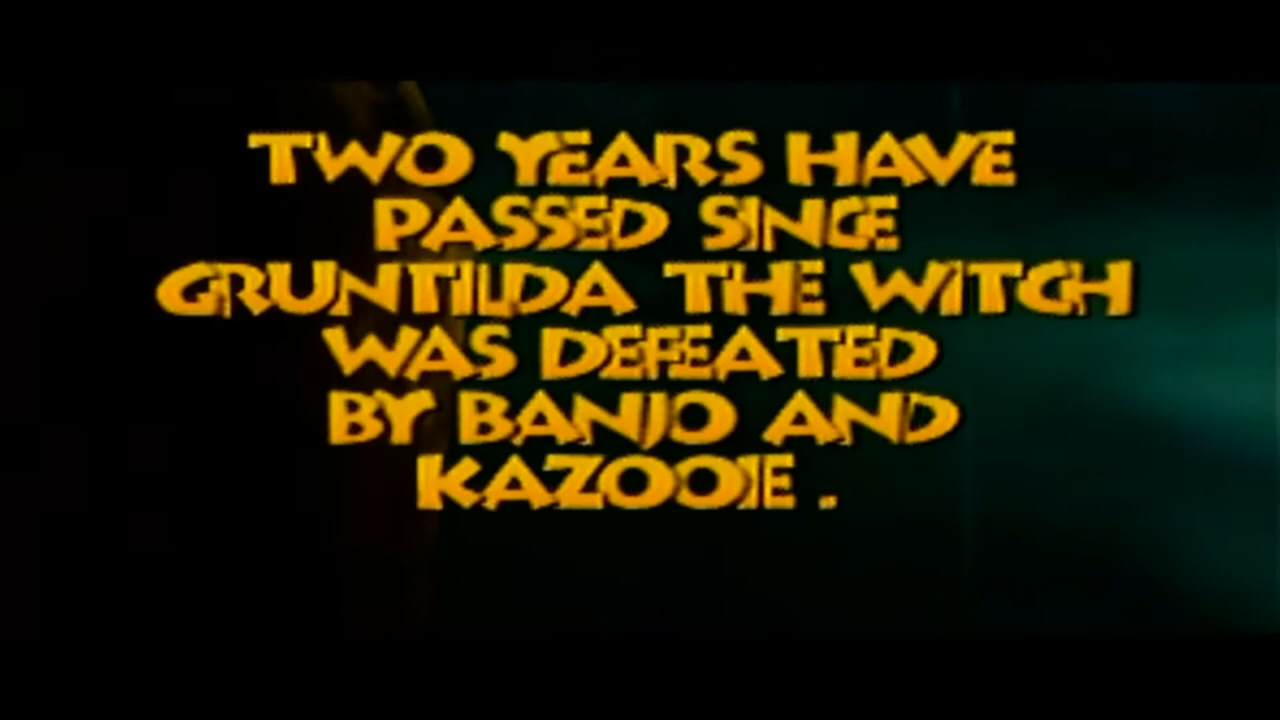 TWO YEARS HAVE
PASSED SINCE
GRUNTILDA THE WITCH
WAS DEFEATED
BY BANJO AND
KAZOOIE .